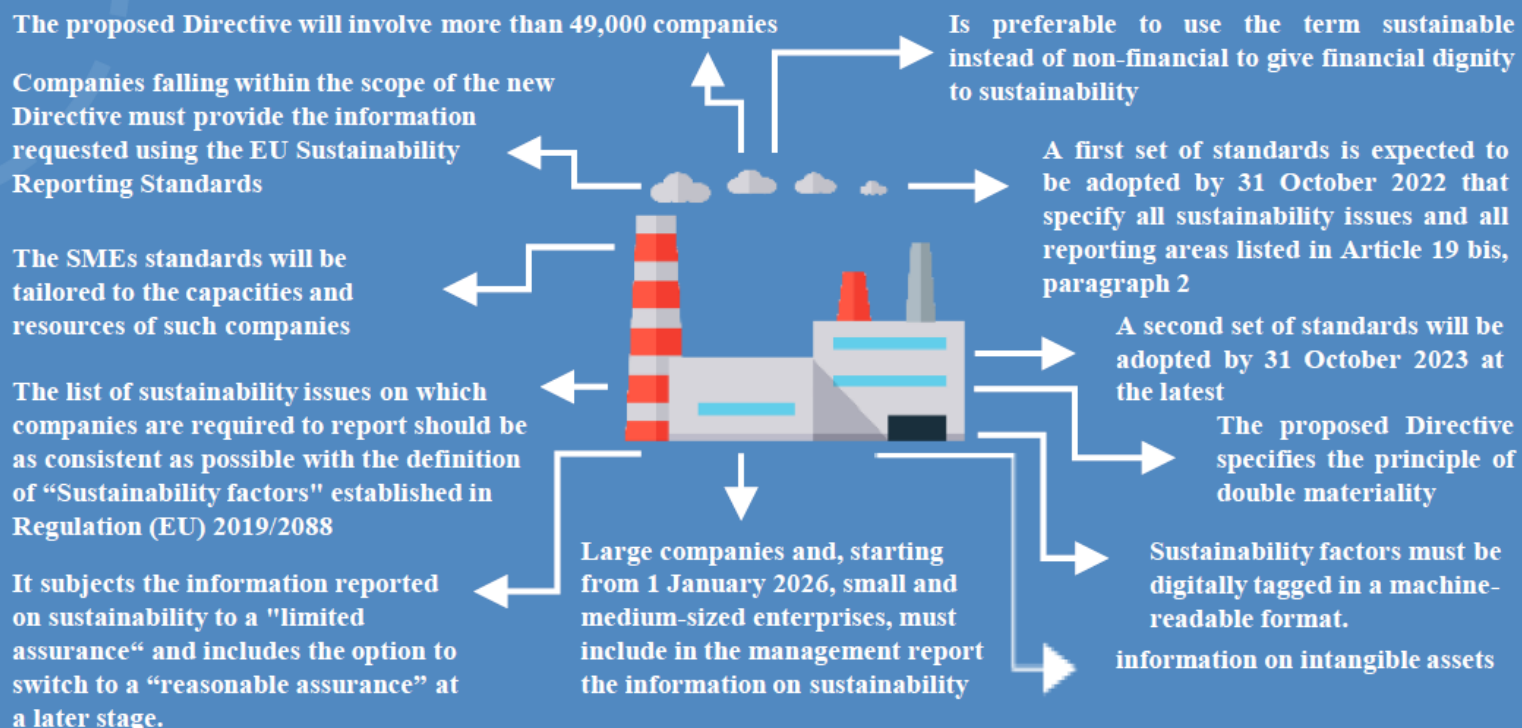 The proposed Directive will involve more than 49,000 companies
Companies falling within the scope of the new
Directive must provide the information
requested using the EU Sustainability
Reporting Standards
The SMEs standards will be
tailored to the capacities and
resources of such companies
The list of sustainability issues on which
companies are required to report should be
as consistent as possible with the definition
of “Sustainability factors" established in
Regulation (EU) 2019/2088
It subjects the information reported
on sustainability to a "limited
assurance“ and includes the option to
switch to a “reasonable assurance” at
a later stage.
Large companies and, starting
from 1 January 2026, small and
medium-sized enterprises, must
include in the management report
the information on sustainability
Is preferable to use the term sustainable
instead of non-financial to give financial dignity
to sustainability
A first set of standards is expected to
be adopted by 31 October 2022 that
specify all sustainability issues and all
reporting areas listed in Article 19 bis,
paragraph 2
A second set of standards will be
adopted by 31 October 2023 at
the latest
The proposed Directive
specifies the principle of
double materiality
Sustainability factors must be
digitally tagged in a machine-
readable format.
information on intangible assets